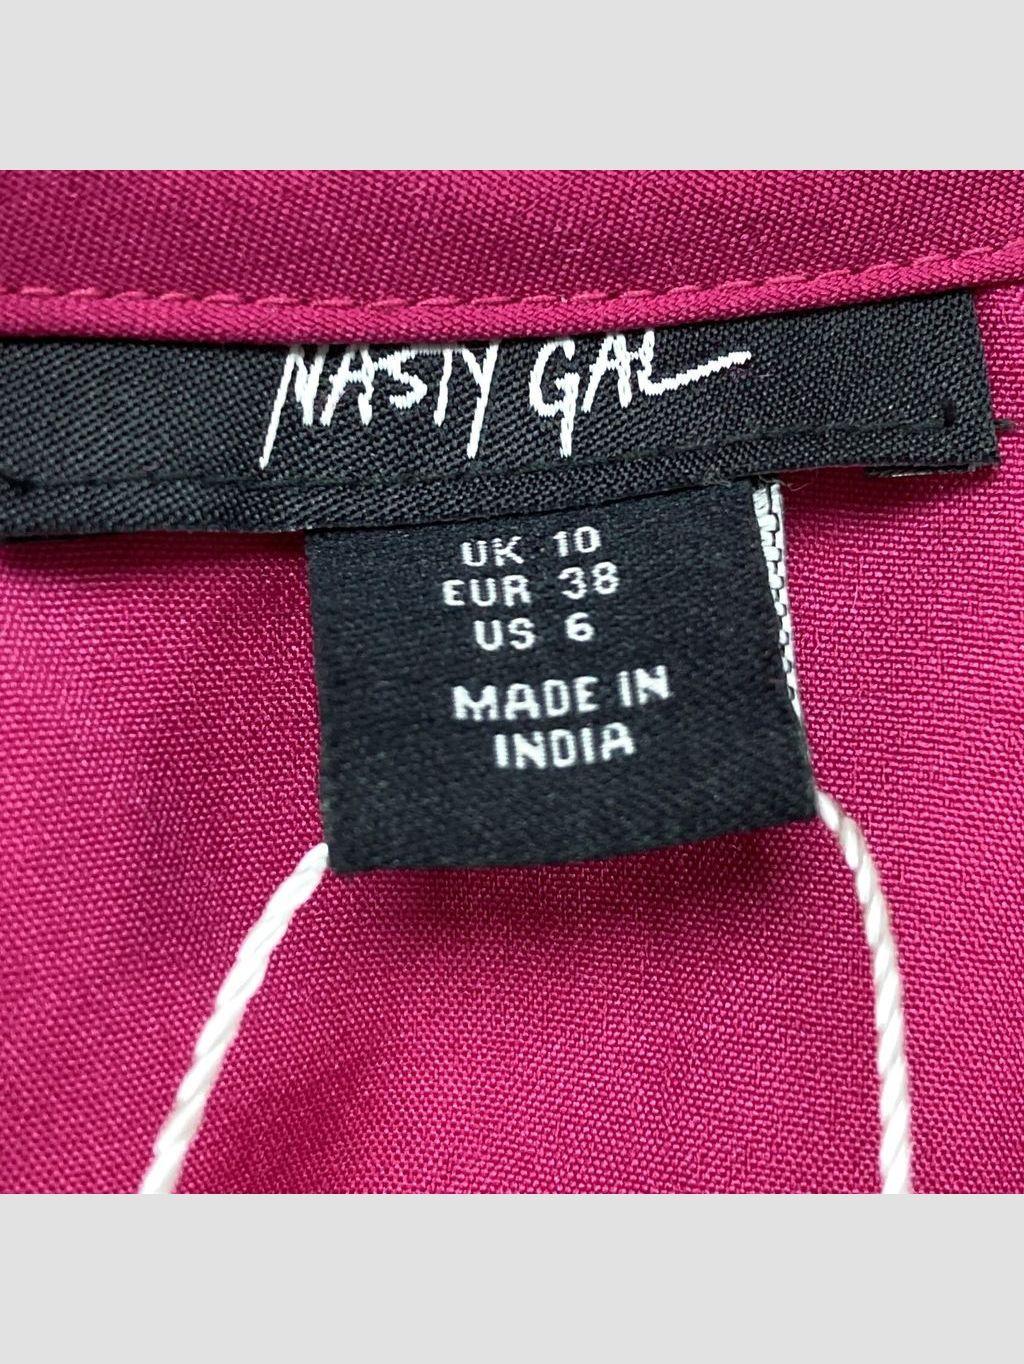 NASTY GAL
UK 10
EUR 38
US 6
MADE IN
INDIA